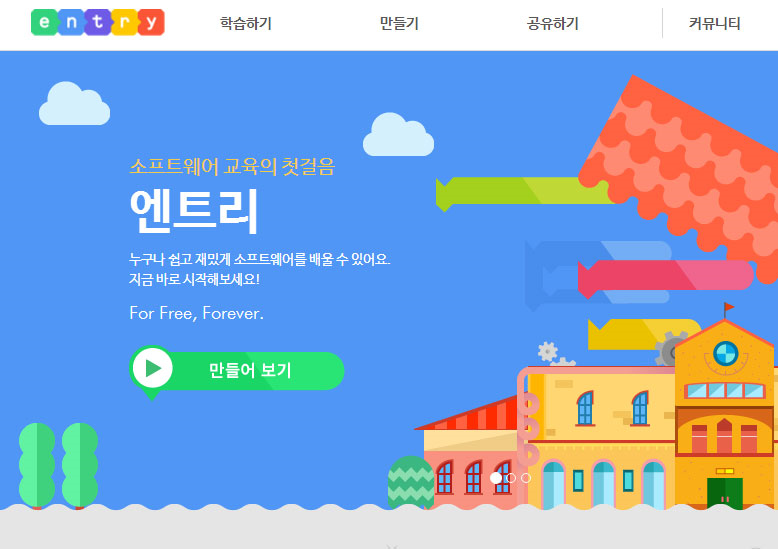 entry
학습하기
만들기
공유하기
커뮤니티
소프트웨어 교육의 첫걸음
엔트리
누구나 쉽고 재밌게 소프트웨어를 배울 수 있어요.
지금 바로 시작해보세요!
For Free, Forever.
만들어 보기